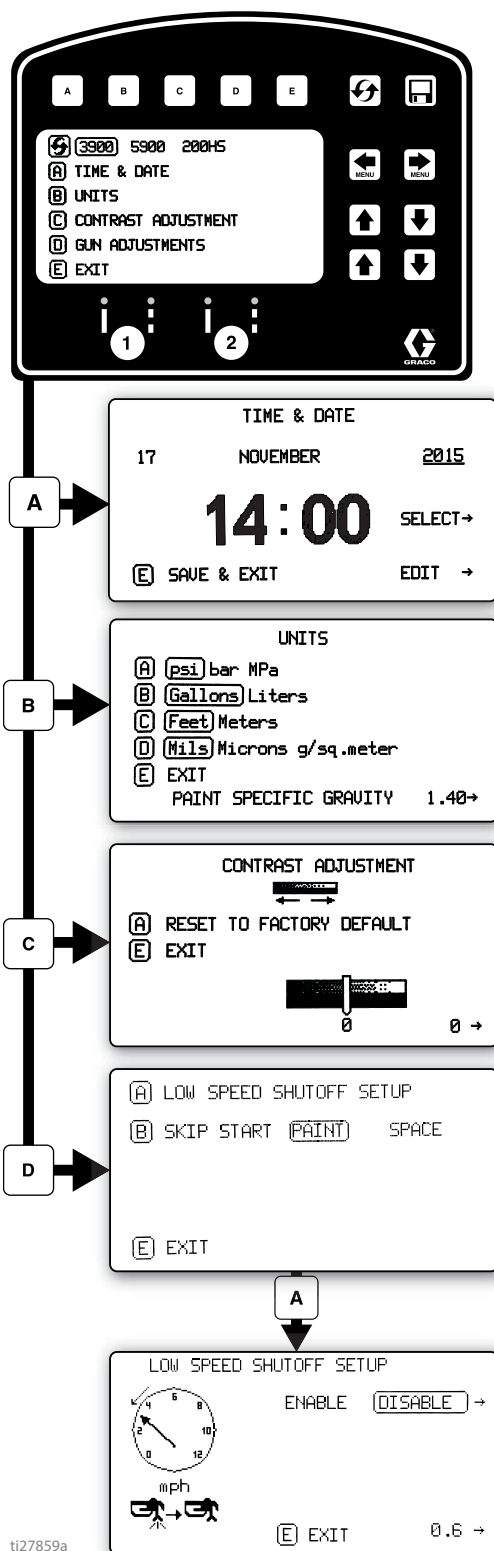 A B C D E
3900 5900 200HS
A TIME & DATE
B UNITS
C CONTRAST ADJUSTMENT
D GUN ADJUSTMENTS
E EXIT
MENU MENU
1 2
GRACO
A
TIME & DATE
17 NOVEMBER 2015
14:00 SELECT→
E SAVE & EXIT EDIT →
B
UNITS
A psi bar MPa
B Gallons Liters
C Feet Meters
D Mils Microns g/sq.meter
E EXIT
PAINT SPECIFIC GRAVITY 1.40→
C
CONTRAST ADJUSTMENT
A RESET TO FACTORY DEFAULT
E EXIT
0 0 →
D
A LOW SPEED SHUTOFF SETUP
B SKIP START PAINT SPACE
E EXIT
A
LOW SPEED SHUTOFF SETUP
ENABLE DISABLE →
0 2 4 6 8 10 12
mph
E EXIT 0.6 →
ti27859a